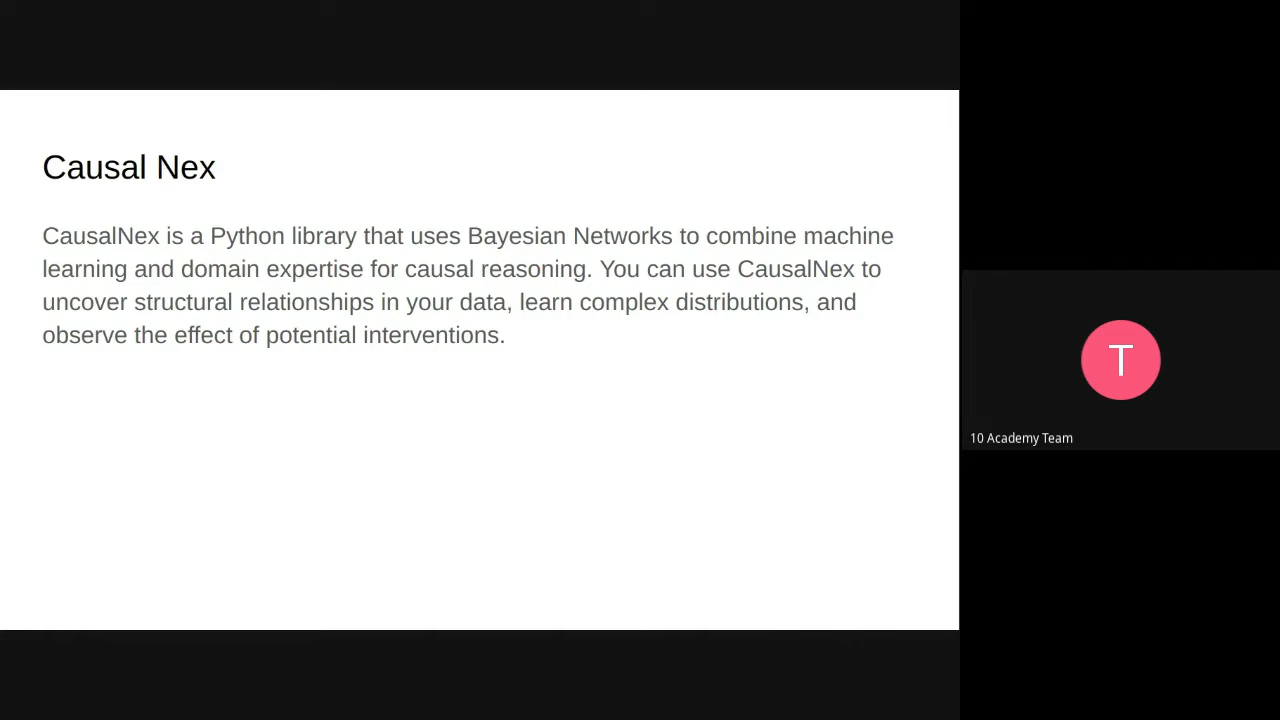 Causal Nex
CausalNex is a Python library that uses Bayesian Networks to combine machine
learning and domain expertise for causal reasoning. You can use CausalNex to
uncover structural relationships in your data, learn complex distributions, and
observe the effect of potential interventions.
T
10 Academy Team